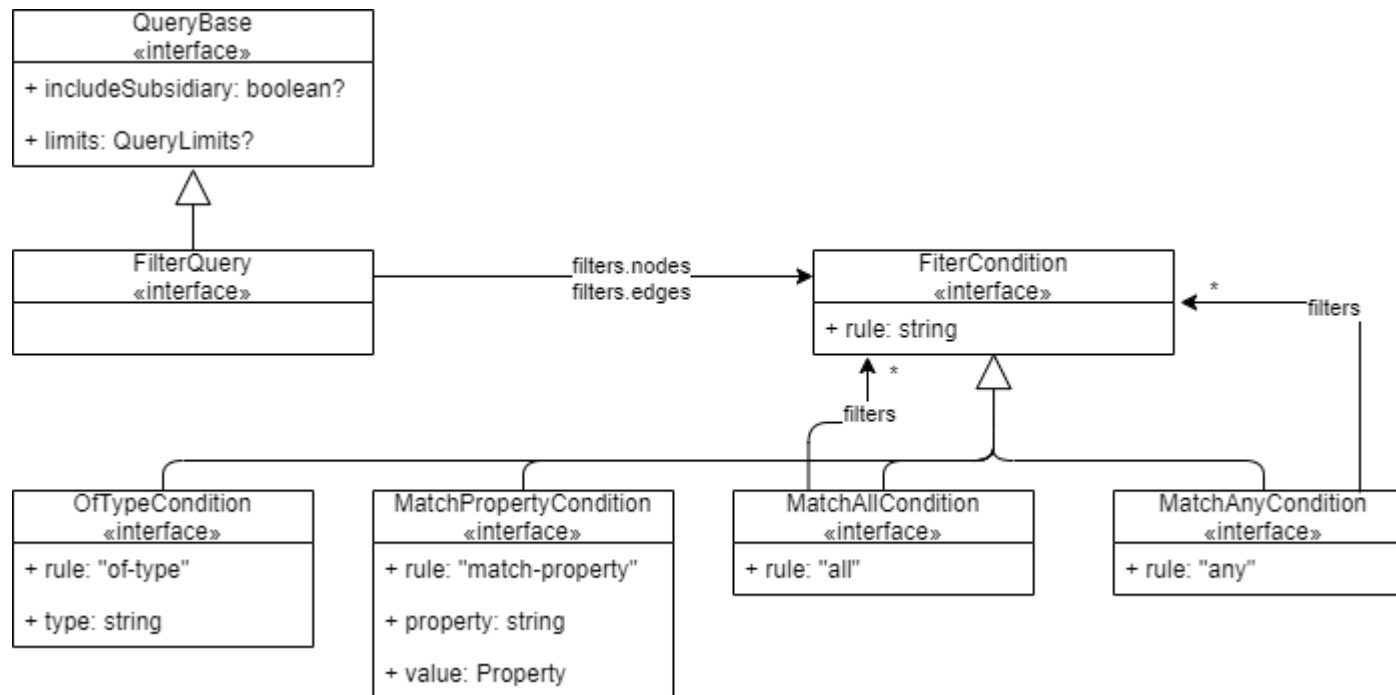 QueryBase
«interface»
+ includeSubsidiary: boolean?
+ limits: QueryLimits?
FilterQuery
«interface»
filters.nodes
filters.edges
FiterCondition
«interface»
+ rule: string
*
filters
*
filters
OfTypeCondition
«interface»
+ rule: "of-type"
+ type: string
MatchPropertyCondition
«interface»
+ rule: "match-property"
+ property: string
+ value: Property
MatchAllCondition
«interface»
+ rule: "all"
MatchAnyCondition
«interface»
+ rule: "any"